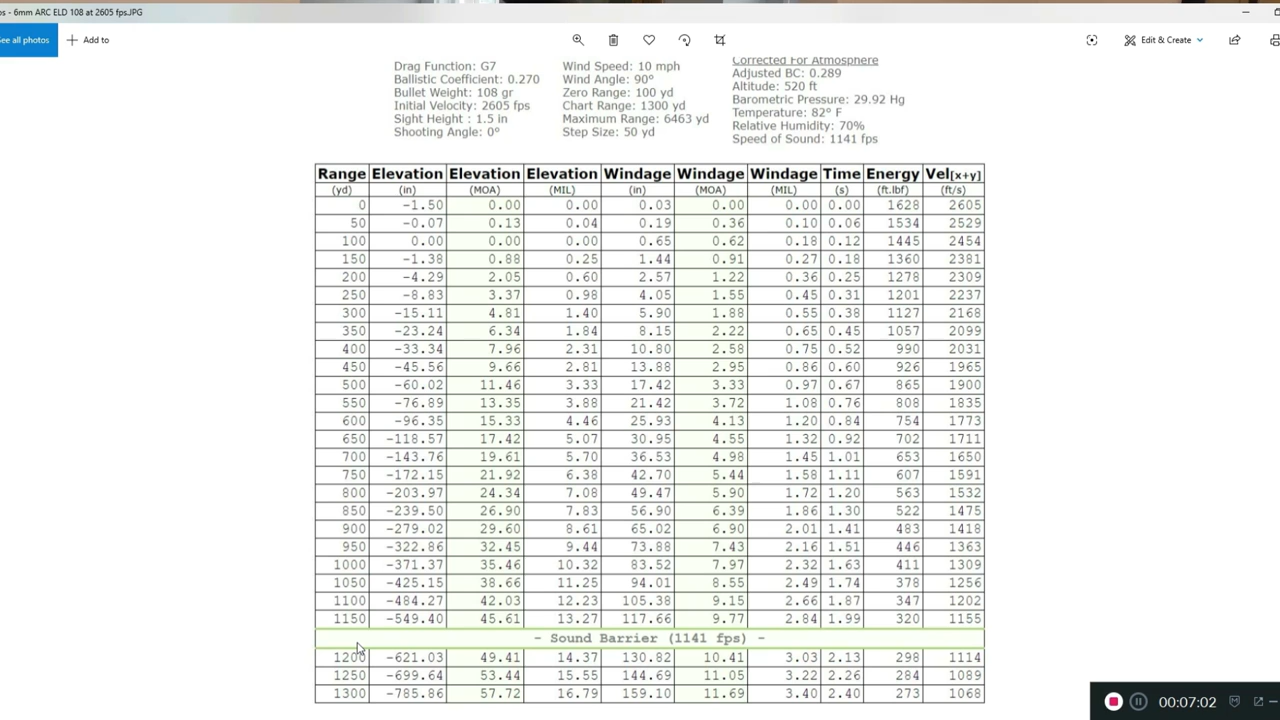 ps - 6mm ARC ELD 108 at 2605 fps.JPG
See all photos
Add to
Edit & Create
Drag Function: G7
Ballistic Coefficient: 0.270
Bullet Weight: 108 gr
Initial Velocity: 2605 fps
Sight Height : 1.5 in
Shooting Angle: 0°
Wind Speed: 10 mph
Wind Angle: 90°
Zero Range: 100 yd
Chart Range: 1300 yd
Maximum Range: 6463 yd
Step Size: 50 yd
Corrected For Atmosphere
Adjusted BC: 0.289
Altitude: 520 ft
Barometric Pressure: 29.92 Hg
Temperature: 82° F
Relative Humidity: 70%
Speed of Sound: 1141 fps
Range Elevation Elevation Elevation Windage Windage Windage Time Energy Vel[x+y]
(yd) (in) (MOA) (MIL) (in) (MOA) (MIL) (s) (ft.lbf) (ft/s)
0 -1.50 0.00 0.00 0.03 0.00 0.00 0.00 1628 2605
50 -0.07 0.13 0.04 0.19 0.36 0.10 0.06 1534 2529
100 0.00 0.00 0.00 0.65 0.62 0.18 0.12 1445 2454
150 -1.38 0.88 0.25 1.44 0.91 0.27 0.18 1360 2381
200 -4.29 2.05 0.60 2.57 1.22 0.36 0.25 1278 2309
250 -8.83 3.37 0.98 4.05 1.55 0.45 0.31 1201 2237
300 -15.11 4.81 1.40 5.90 1.88 0.55 0.38 1127 2168
350 -23.24 6.34 1.84 8.15 2.22 0.65 0.45 1057 2099
400 -33.34 7.96 2.31 10.80 2.58 0.75 0.52 990 2031
450 -45.56 9.66 2.81 13.88 2.95 0.86 0.60 926 1965
500 -60.02 11.46 3.33 17.42 3.33 0.97 0.67 865 1900
550 -76.89 13.35 3.88 21.42 3.72 1.08 0.76 808 1835
600 -96.35 15.33 4.46 25.93 4.13 1.20 0.84 754 1773
650 -118.57 17.42 5.07 30.95 4.55 1.32 0.92 702 1711
700 -143.76 19.61 5.70 36.53 4.98 1.45 1.01 653 1650
750 -172.15 21.92 6.38 42.70 5.44 1.58 1.11 607 1591
800 -203.97 24.34 7.08 49.47 5.90 1.72 1.20 563 1532
850 -239.50 26.90 7.83 56.90 6.39 1.86 1.30 522 1475
900 -279.02 29.60 8.61 65.02 6.90 2.01 1.41 483 1418
950 -322.86 32.45 9.44 73.88 7.43 2.16 1.51 446 1363
1000 -371.37 35.46 10.32 83.52 7.97 2.32 1.63 411 1309
1050 -425.15 38.66 11.25 94.01 8.55 2.49 1.74 378 1256
1100 -484.27 42.03 12.23 105.38 9.15 2.66 1.87 347 1202
1150 -549.40 45.61 13.27 117.66 9.77 2.84 1.99 320 1155
- Sound Barrier (1141 fps) -
1200 -621.03 49.41 14.37 130.82 10.41 3.03 2.13 298 1114
1250 -699.64 53.44 15.55 144.69 11.05 3.22 2.26 284 1089
1300 -785.86 57.72 16.79 159.10 11.69 3.40 2.40 273 1068
00:07:02